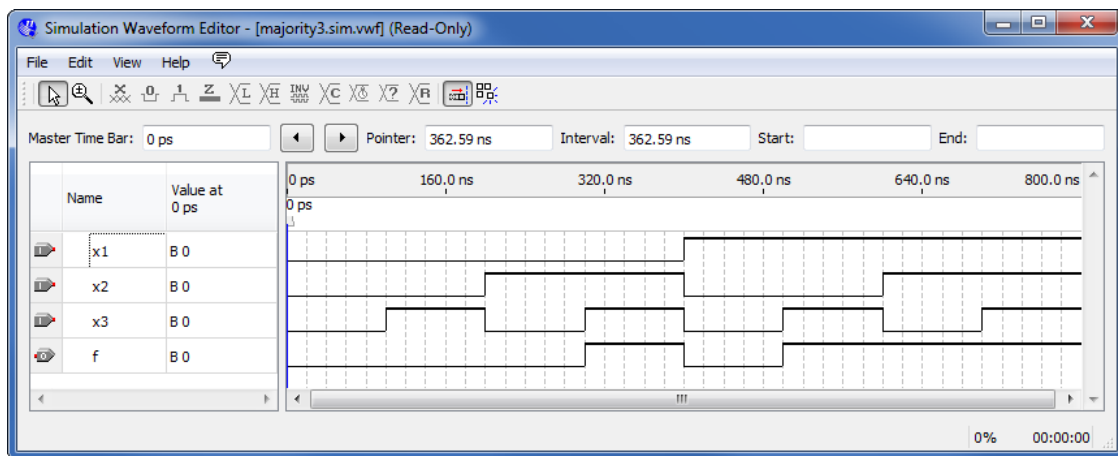 Simulation Waveform Editor - [majority3.sim.vwf] (Read-Only)
File Edit View Help
Master Time Bar: 0 ps Pointer: 362.59 ns Interval: 362.59 ns Start: End:
Name Value at 0 ps
0 ps 160.0 ns 320.0 ns 480.0 ns 640.0 ns 800.0 ns
0 ps
x1 B 0
x2 B 0
x3 B 0
f B 0
0% 00:00:00